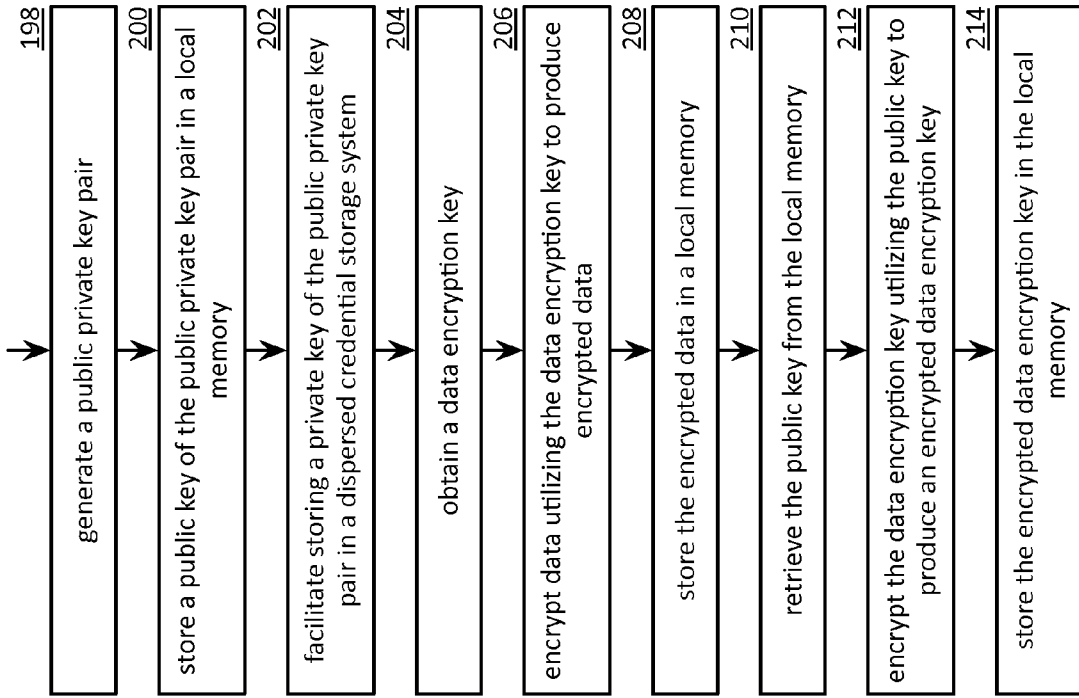 198
generate a public private key pair
200
store a public key of the public private key pair in a local
memory
202
facilitate storing a private key of the public private key
pair in a dispersed credential storage system
204
obtain a data encryption key
206
encrypt data utilizing the data encryption key to produce
encrypted data
208
store the encrypted data in a local memory
210
retrieve the public key from the local memory
212
encrypt the data encryption key utilizing the public key to
produce an encrypted data encryption key
214
store the encrypted data encryption key in the local
memory